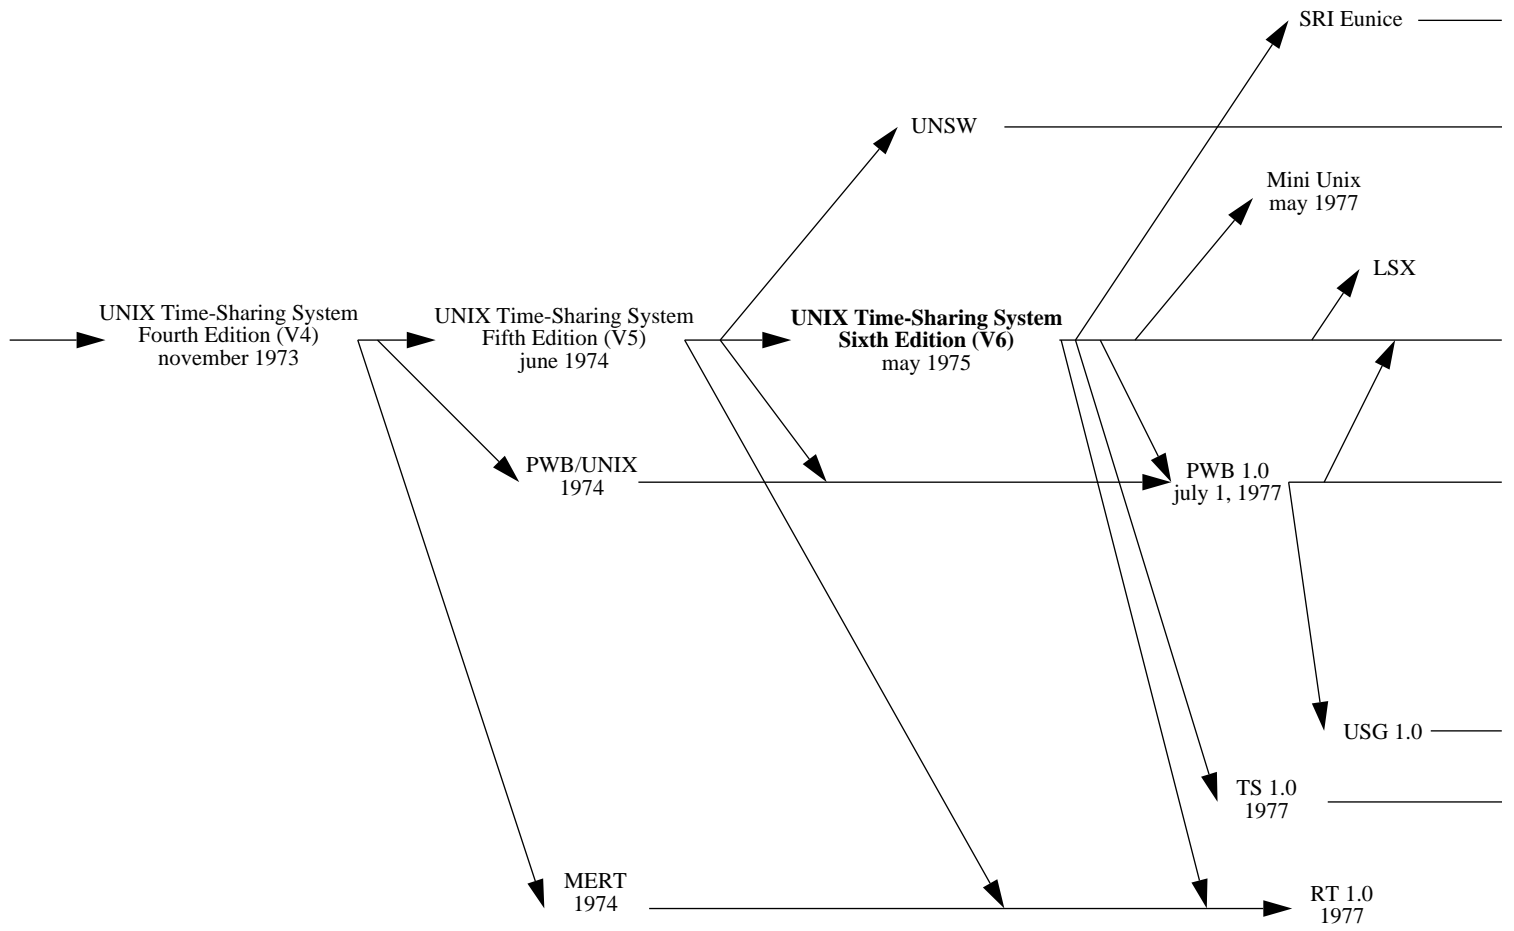 SRI Eunice
UNSW
Mini Unix
may 1977
LSX
UNIX Time-Sharing System
Fourth Edition (V4)
november 1973
UNIX Time-Sharing System
Fifth Edition (V5)
june 1974
UNIX Time-Sharing System
Sixth Edition (V6)
may 1975
PWB/UNIX
1974
PWB 1.0
july 1, 1977
USG 1.0
TS 1.0
1977
MERT
1974
RT 1.0
1977